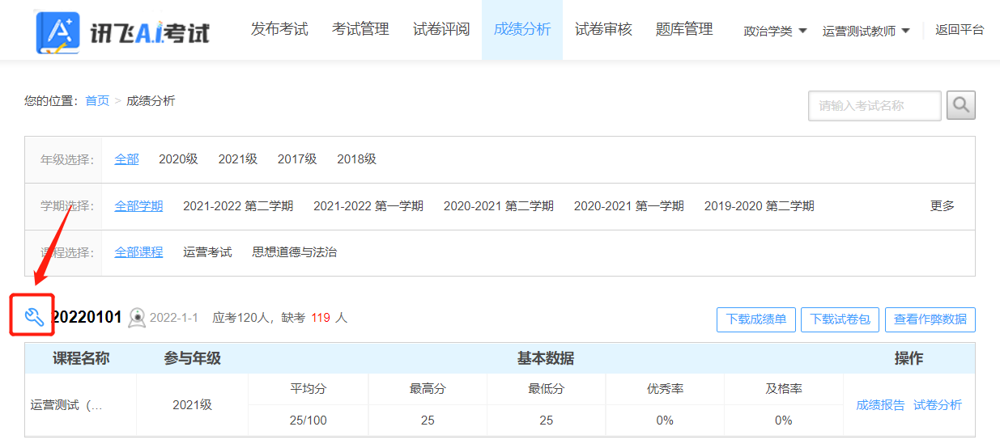 讯飞A.I.考试
发布考试 考试管理 试卷评阅 成绩分析 试卷审核 题库管理 政治学类 运营测试教师 返回平台
您的位置： 首页 > 成绩分析
请输入考试名称
年级选择： 全部 2020级 2021级 2017级 2018级
学期选择： 全部学期 2021-2022 第二学期 2021-2022 第一学期 2020-2021 第二学期 2020-2021 第一学期 2019-2020 第二学期 更多
课程选择： 全部课程 运营考试 思想道德与法治
20220101 2022-1-1 应考120人，缺考 119 人 下载成绩单 下载试卷包 查看作弊数据
课程名称 参与年级 基本数据 操作
平均分 最高分 最低分 优秀率 及格率
运营测试（... 2021级 成绩报告 试卷分析
25/100 25 25 0% 0%